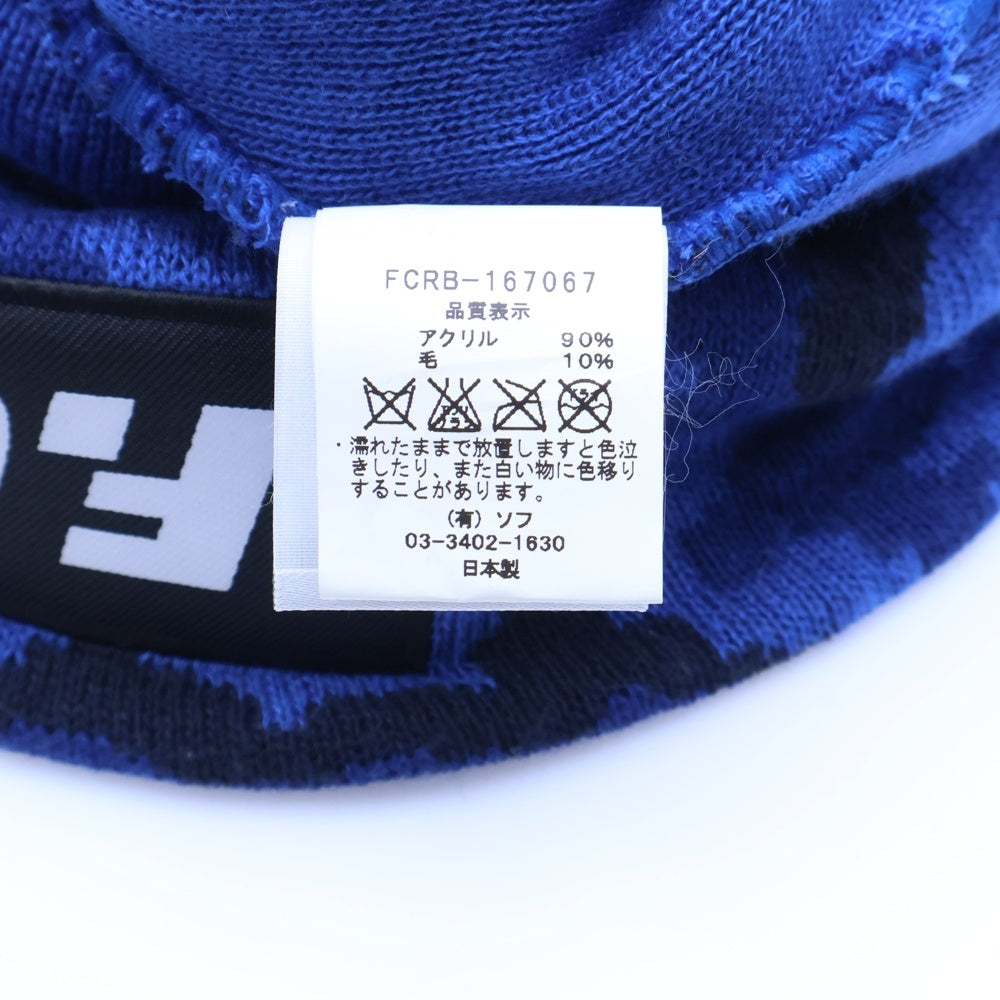 FCRB-167067
品質表示
アクリル 90%
毛 10%
・濡れたままで放置しますと色泣
きしたり、また白い物に色移り
することがあります。
(有) ソフ
03-3402-1630
日本製
F.C